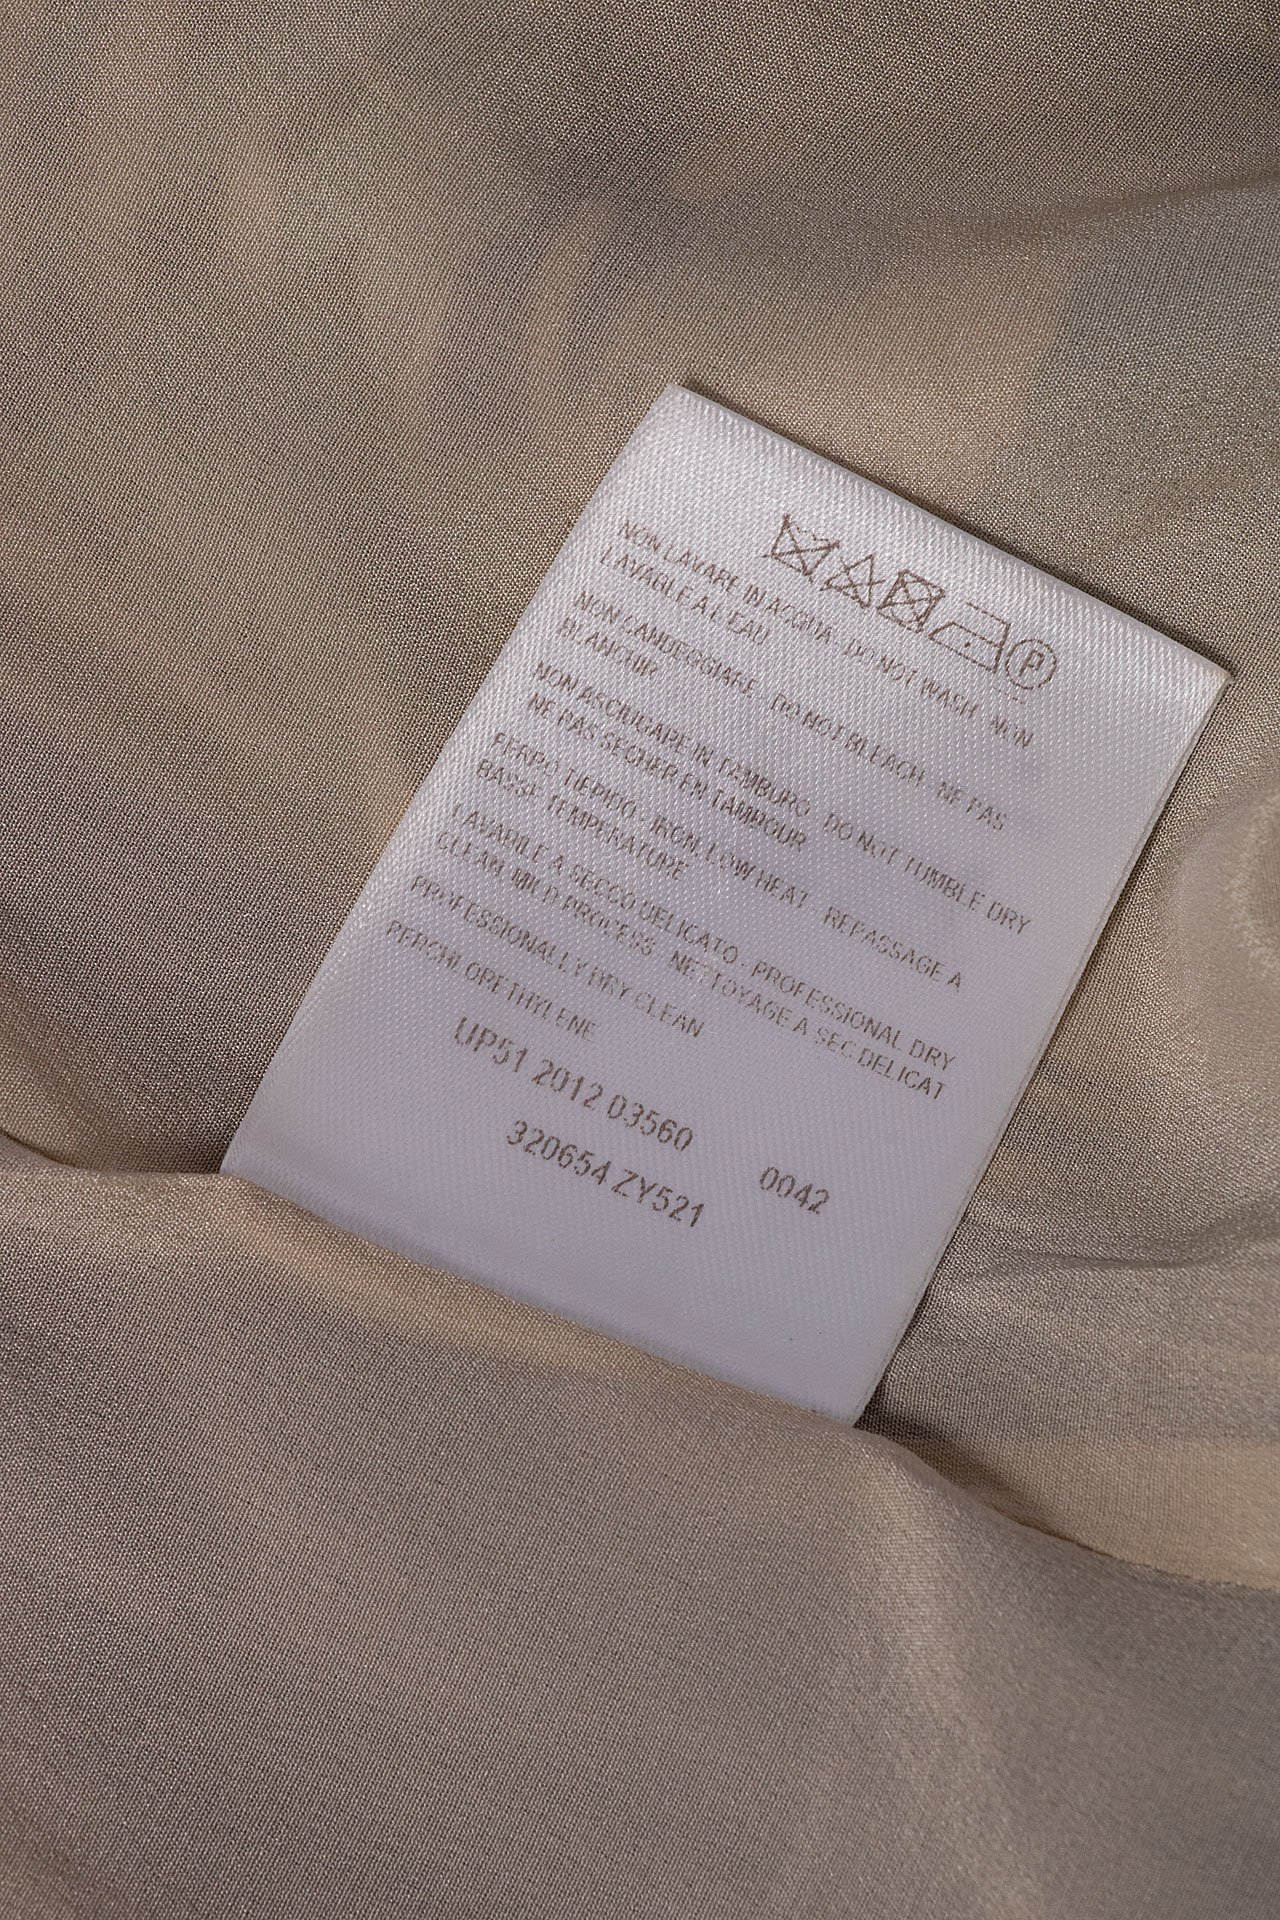 P
NON LAVARE IN ACQUA - DO NOT WASH - NON
LAVABLE A L'EAU
NON CANDEGGIARE - DO NOT BLEACH - NE PAS
BLANCHIR
NON ASCIUGARE IN TAMBURO - DO NOT TUMBLE DRY
NE PAS SECHER EN TAMBOUR
FERRO TIEPIDO - IRON, LOW HEAT - REPASSAGE A
BASSE TEMPERATURE
LAVABILE A SECCO DELICATO - PROFESSIONAL DRY
CLEAN, MILD PROCESS - NETTOYAGE A SEC DELICAT
PROFESSIONALLY DRY CLEAN
PERCHLORETHYLENE
UP51 2012 03560 0042
320654 ZY521